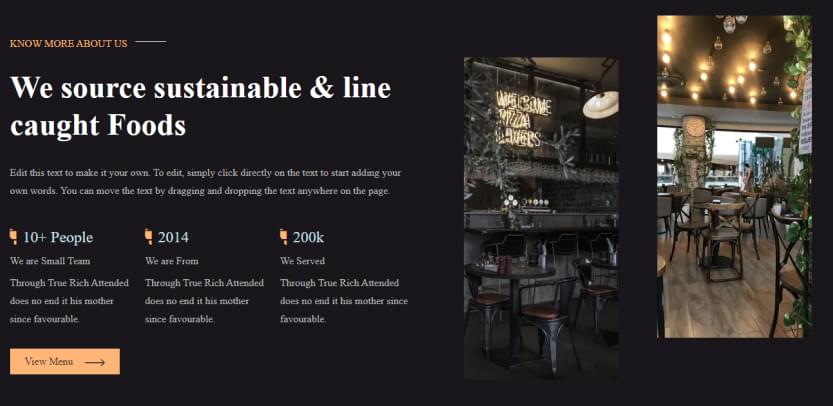 KNOW MORE ABOUT US
We source sustainable & line
caught Foods
Edit this text to make it your own. To edit, simply click directly on the text to start adding your
own words. You can move the text by dragging and dropping the text anywhere on the page.
10+ People
2014
200k
We are Small Team
We are From
We Served
Through True Rich Attended
does no end it his mother
since favourable.
Through True Rich Attended
does no end it his mother
since favourable.
Through True Rich Attended
does no end it his mother since
favourable.
View Menu
WELCOME
PIZZA
LOVERS